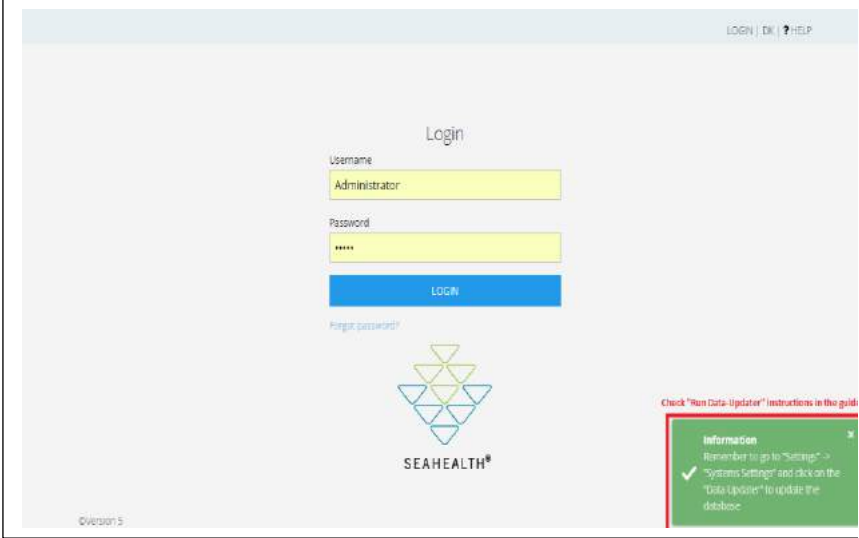 LOGIN | DK | ? HELP
Login
Username
Administrator
Password
•••••
LOGIN
Forgot password?
SEAHEALTH®
Check "Run Data-Updater" instructions in the guide
Information
x
Remember to go to "Settings" ->
"Systems Settings" and click on the
"Data Updater" to update the
database
©Version 5